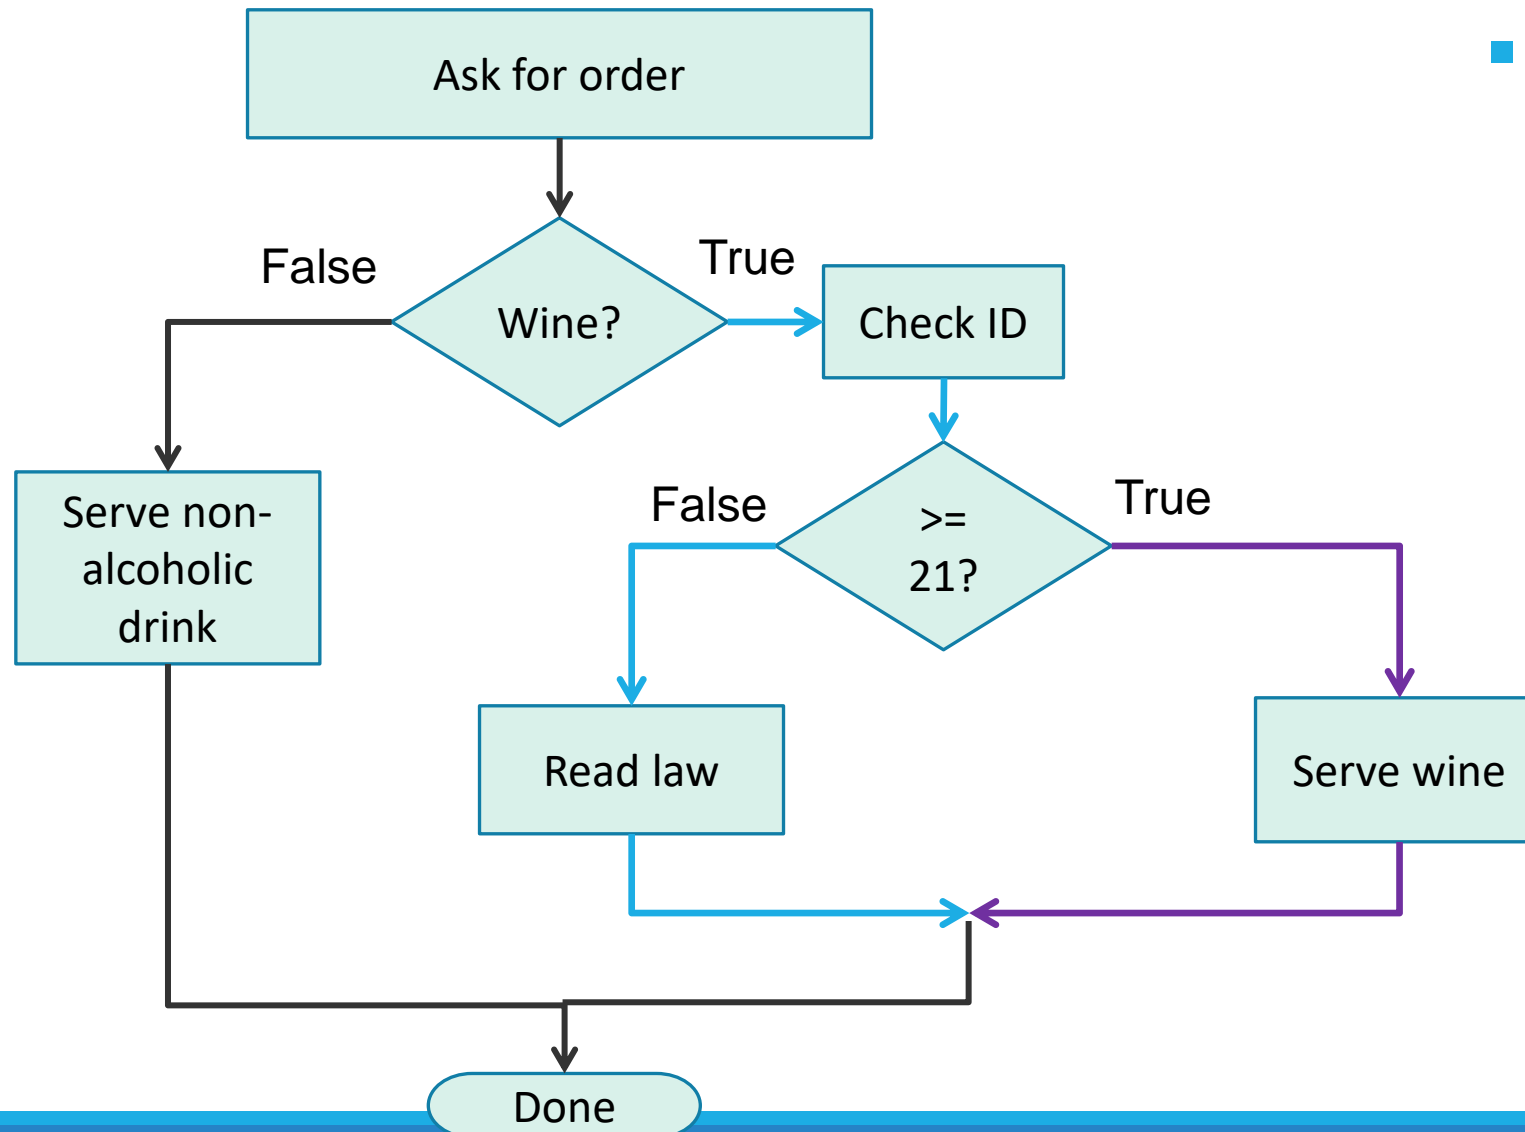 Ask for order
False
True
Wine?
Check ID
Serve non-
alcoholic
drink
False
True
>=
21?
Read law
Serve wine
Done